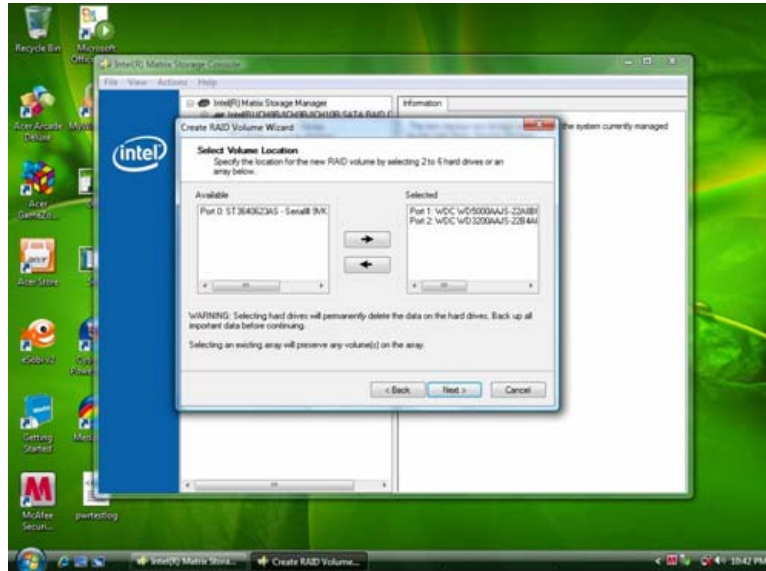 Recycle Bin
Microsoft
Intel(R) Matrix Storage Console
File View Actions Help
Intel(R) Matrix Storage Manager
Information
the system currently managed
Acer Arcade
Deluxe
Create RAID Volume Wizard
intel
Select Volume Location
Specify the location for the new RAID volume by selecting 2 to 6 hard drives or an
array below.
Available
Selected
Port 0: ST3640623AS - Serial# 9VK
Port 1: WDC WD5000AAJS-22A8B
Port 2: WDC WD3200AAJS-22B4A
WARNING: Selecting hard drives will permanently delete the data on the hard drives. Back up all
important data before continuing.
Selecting an existing array will preserve any volume(s) on the array.
< Back
Next >
Cancel
Acer
GameZo...
Acer Store
eSobi v2
Getting
Started
McAfee
Securi...
pwrtestlog
Intel(R) Matrix Stora...
Create RAID Volume...
10:42 PM